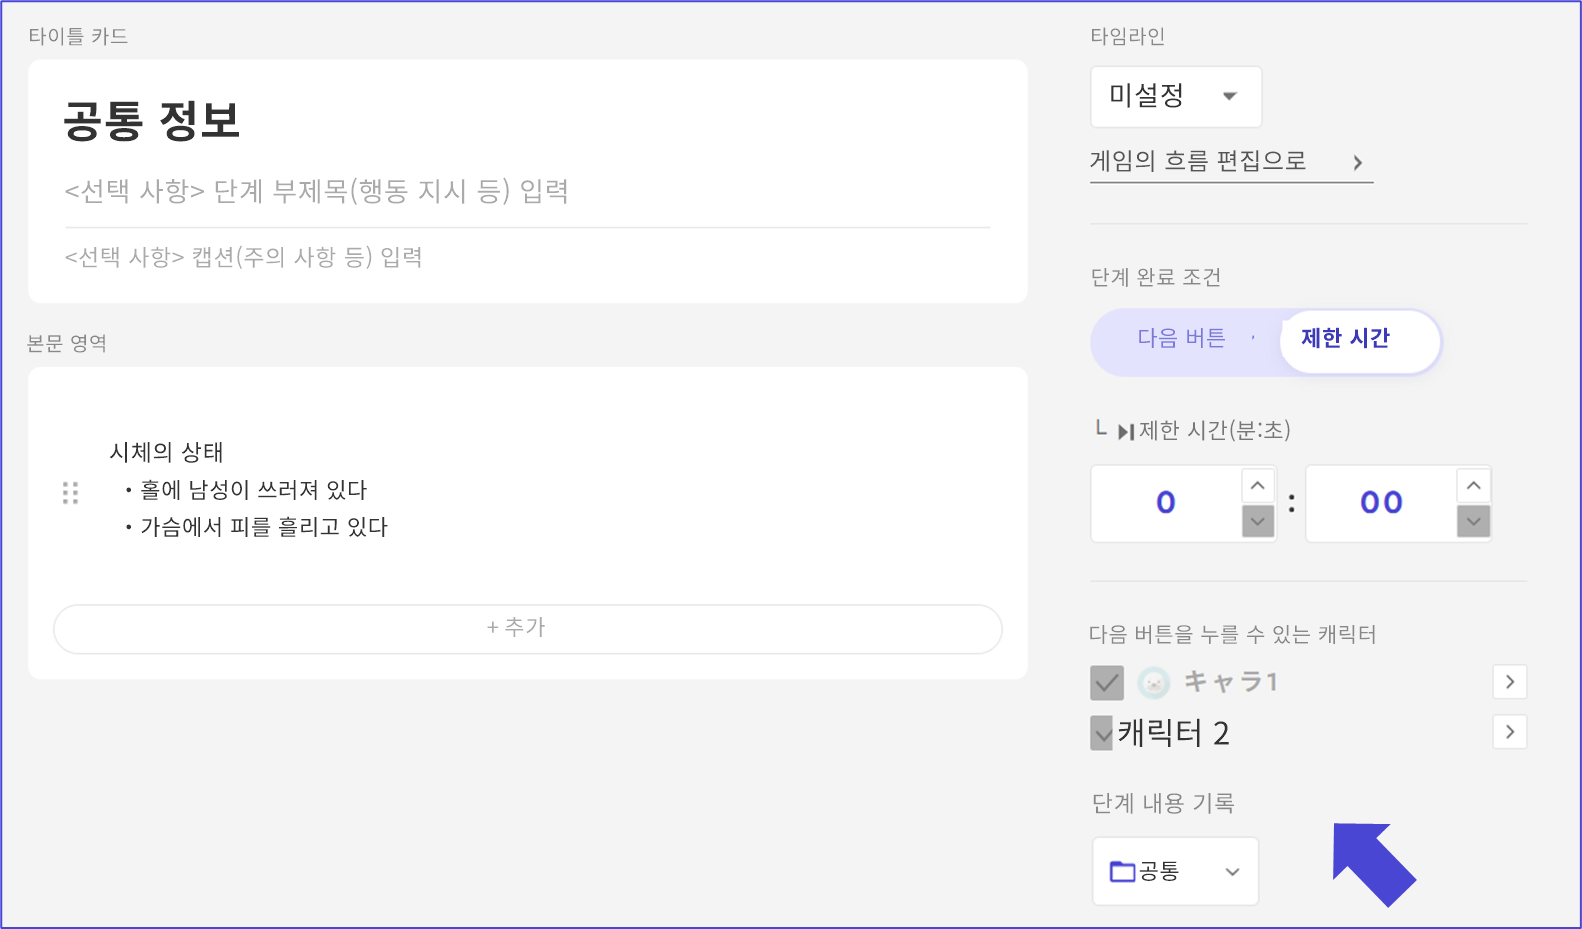 타이틀 카드
공통 정보
<선택 사항> 단계 부제목(행동 지시 등) 입력
<선택 사항> 캡션(주의 사항 등) 입력
본문 영역
시체의 상태
・홀에 남성이 쓰러져 있다
・가슴에서 피를 흘리고 있다
+ 추가
타임라인
미설정
게임의 흐름 편집으로
단계 완료 조건
다음 버튼
제한 시간
└ 제한 시간(분:초)
0 : 00
다음 버튼을 누를 수 있는 캐릭터
キャラ1
캐릭터 2
단계 내용 기록
공통